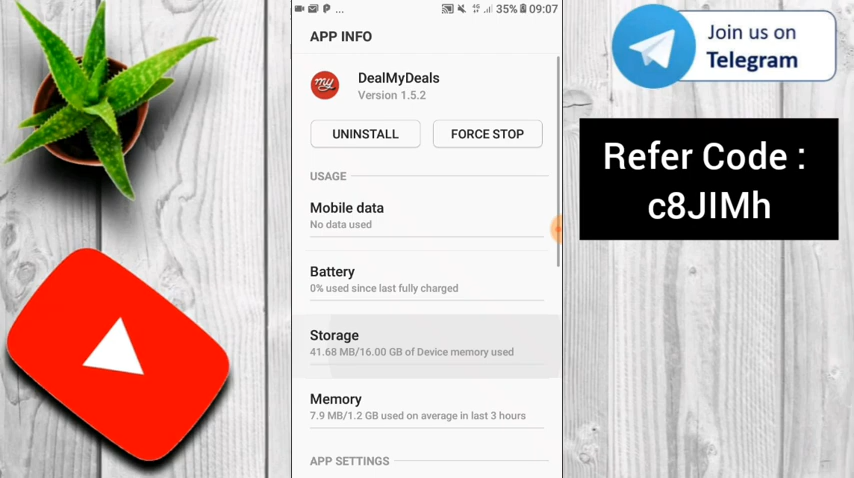 ... 35% 09:07
APP INFO
my
DealMyDeals
Version 1.5.2
UNINSTALL
FORCE STOP
USAGE
Mobile data
No data used
Battery
0% used since last fully charged
Storage
41.68 MB/16.00 GB of Device memory used
Memory
7.9 MB/1.2 GB used on average in last 3 hours
APP SETTINGS
Join us on
Telegram
Refer Code :
c8JIMh